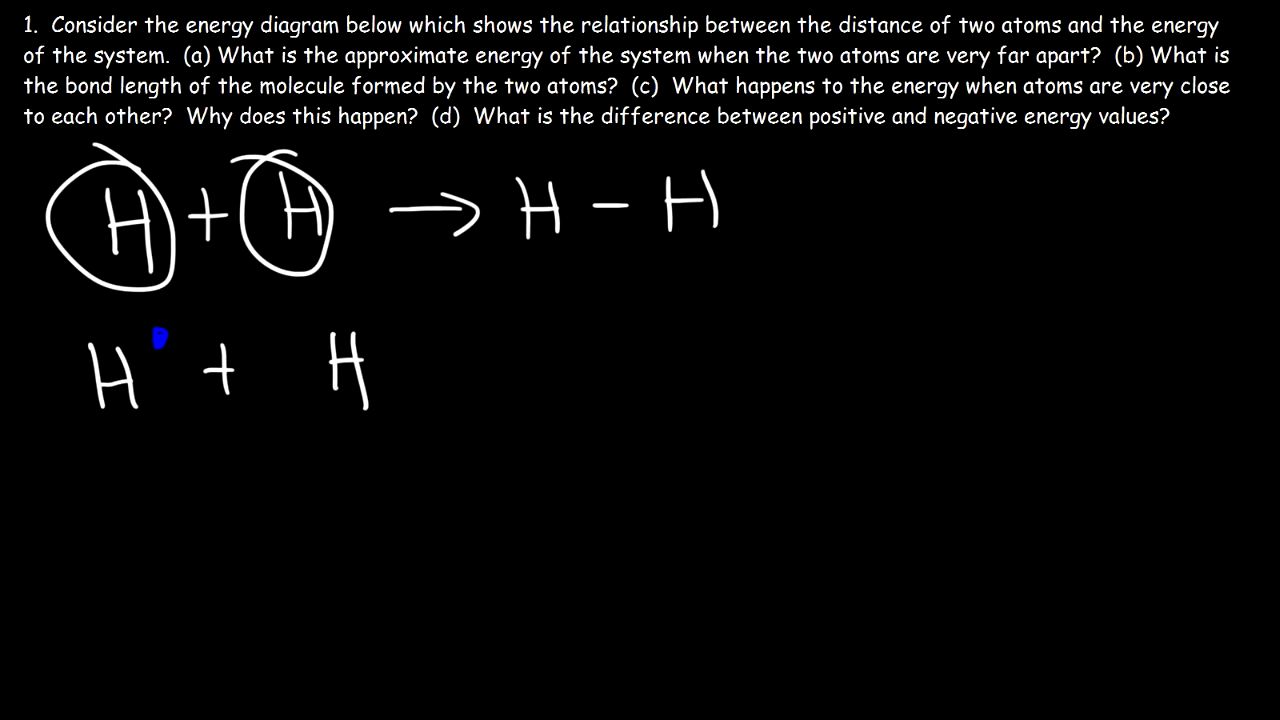 1. Consider the energy diagram below which shows the relationship between the distance of two atoms and the energy
of the system. (a) What is the approximate energy of the system when the two atoms are very far apart? (b) What is
the bond length of the molecule formed by the two atoms? (c) What happens to the energy when atoms are very close
to each other? Why does this happen? (d) What is the difference between positive and negative energy values?
H + H → H - H
H + H